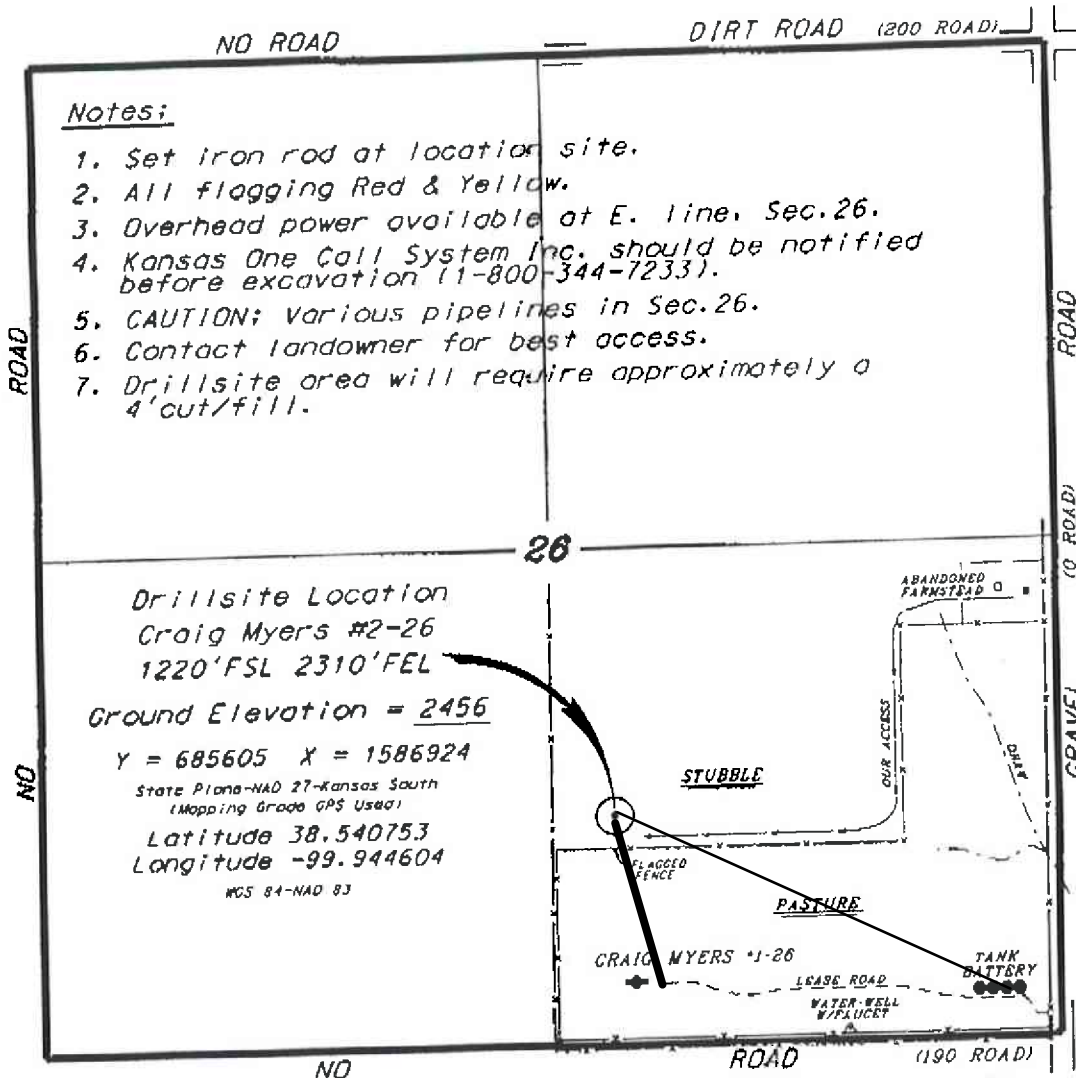 NO ROAD
DIRT ROAD (200 ROAD)
Notes:
1. Set iron rod at location site.
2. All flagging Red & Yellow.
3. Overhead power available at E. line, Sec.26.
4. Kansas One Call System Inc. should be notified
before excavation (1-800-344-7233).
5. CAUTION: Various pipelines in Sec.26.
6. Contact landowner for best access.
7. Drillsite area will require approximately a
4'cut/fill.
ROAD
NO
26
Drillsite Location
Craig Myers #2-26
1220'FSL 2310'FEL
Ground Elevation = 2456
Y = 685605 X = 1586924
State Plane-NAD 27-Kansas South
(Mapping Grade GPS Used)
Latitude 38.540753
Longitude -99.944604
WGS 84-NAD 83
ABANDONED
FARMSTEAD
OUR ACCESS
DRAW
STUBBLE
FLAGGED
FENCE
PASTURE
CRAIG MYERS #1-26
TANK
BATTERY
LEASE ROAD
WATER-WELL
W/FAUCET
ROAD
(Q ROAD)
GRAVEL
NO
ROAD
(190 ROAD)